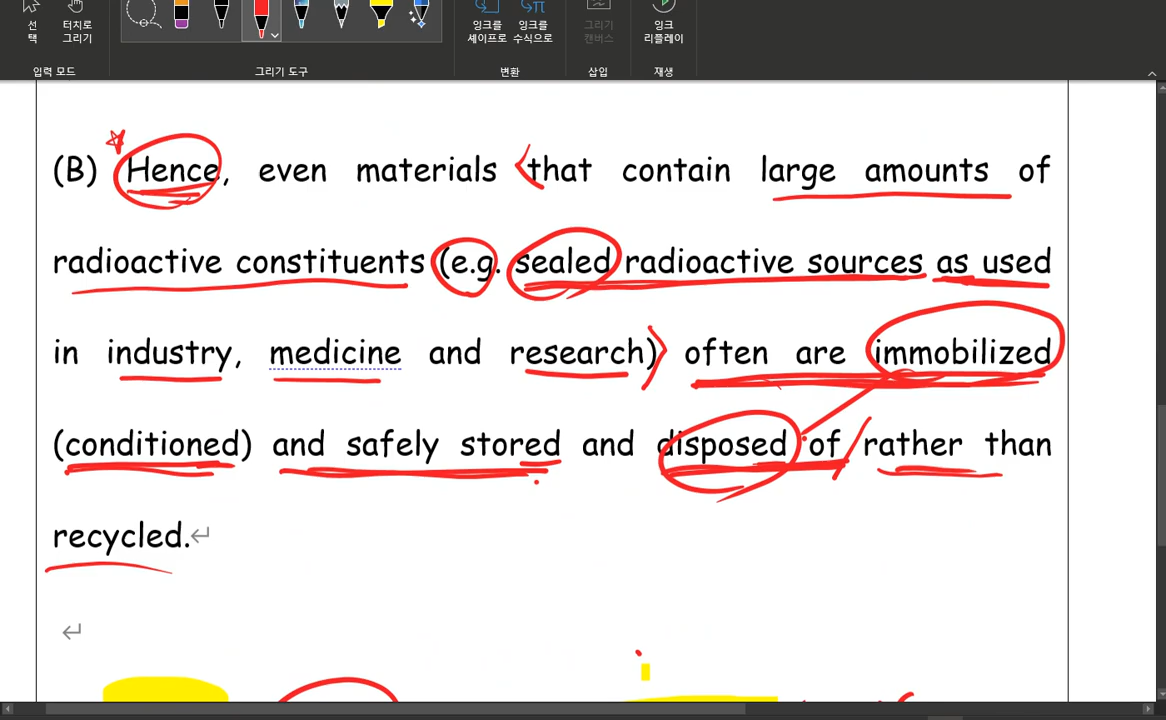 선 터치로 잉크를 잉크를 그리기 잉크
택 그리기 셰이프로 수식으로 캔버스 리플레이
입력 모드 그리기 도구 변환 삽입 재생
(B) Hence, even materials that contain large amounts of
radioactive constituents (e.g. sealed radioactive sources as used
in industry, medicine and research) often are immobilized
(conditioned) and safely stored and disposed of rather than
recycled.